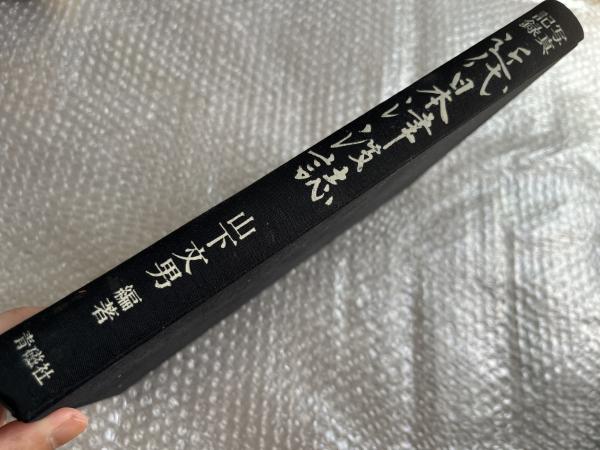 写真
記録
近代日本津波誌
山下文男
編著
青磁社